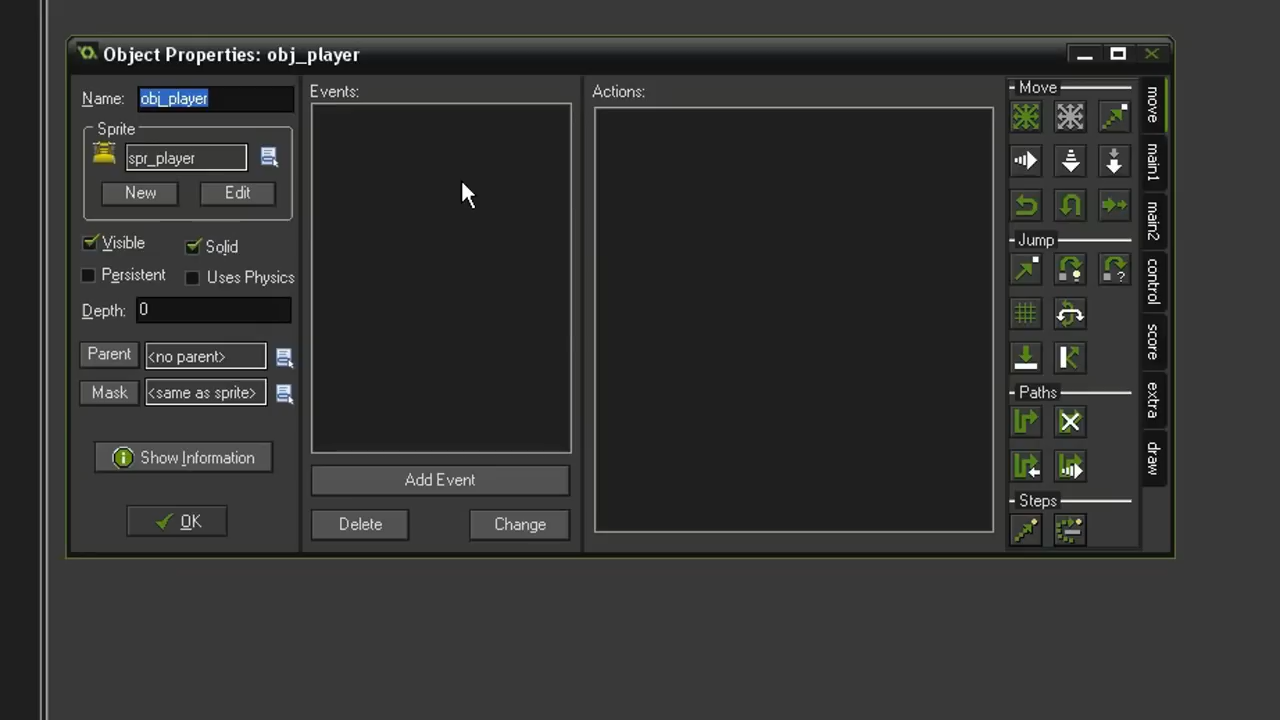 Object Properties: obj_player
Name: obj_player
Sprite
spr_player
New Edit
Visible Solid
Persistent Uses Physics
Depth: 0
Parent <no parent>
Mask <same as sprite>
Show Information
OK
Events:
Add Event
Delete Change
Actions:
Move
Jump
Paths
Steps
move
main1
main2
control
score
extra
draw